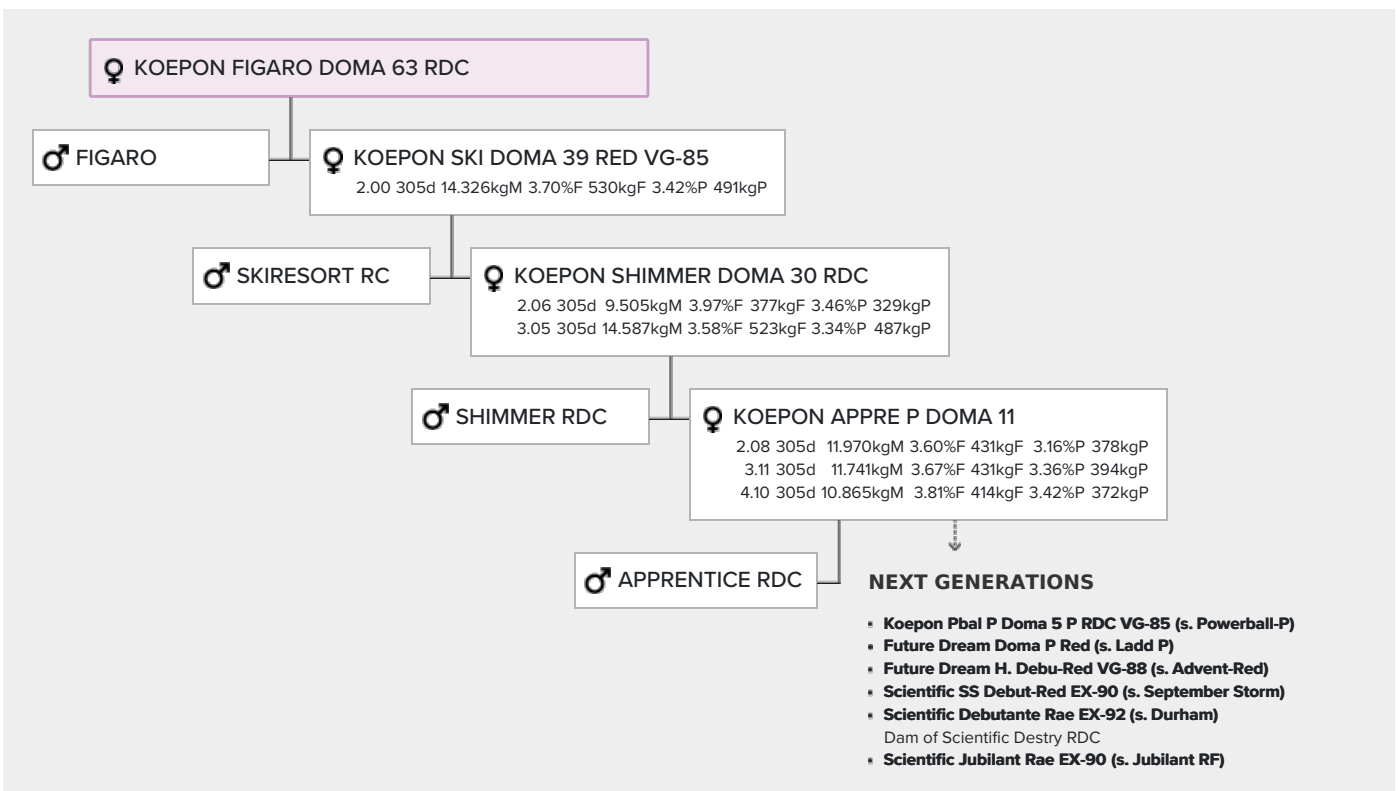 KOEPON FIGARO DOMA 63 RDC
FIGARO
KOEPON SKI DOMA 39 RED VG-85
2.00 305d 14.326kgM 3.70%F 530kgF 3.42%P 491kgP
SKIRESORT RC
KOEPON SHIMMER DOMA 30 RDC
2.06 305d 9.505kgM 3.97%F 377kgF 3.46%P 329kgP
3.05 305d 14.587kgM 3.58%F 523kgF 3.34%P 487kgP
SHIMMER RDC
KOEPON APPRE P DOMA 11
2.08 305d 11.970kgM 3.60%F 431kgF 3.16%P 378kgP
3.11 305d 11.741kgM 3.67%F 431kgF 3.36%P 394kgP
4.10 305d 10.865kgM 3.81%F 414kgF 3.42%P 372kgP
APPRENTICE RDC
NEXT GENERATIONS
Koepon Pbal P Doma 5 P RDC VG-85 (s. Powerball-P)
Future Dream Doma P Red (s. Ladd P)
Future Dream H. Debu-Red VG-88 (s. Advent-Red)
Scientific SS Debut-Red EX-90 (s. September Storm)
Scientific Debutante Rae EX-92 (s. Durham)
Dam of Scientific Destry RDC
Scientific Jubilant Rae EX-90 (s. Jubilant RF)